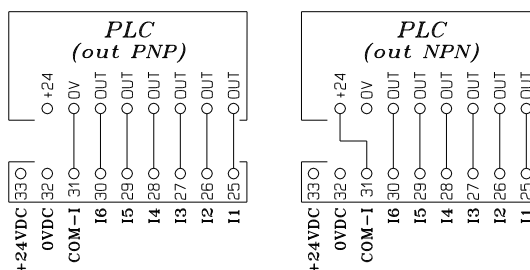 PLC
(out PNP)
+24 0V OUT OUT OUT OUT OUT OUT
33 32 31 30 29 28 27 26 25
+24VDC 0VDC COM-I I6 I5 I4 I3 I2 I1
PLC
(out NPN)
+24 0V OUT OUT OUT OUT OUT OUT
33 32 31 30 29 28 27 26 25
+24VDC 0VDC COM-I I6 I5 I4 I3 I2 I1